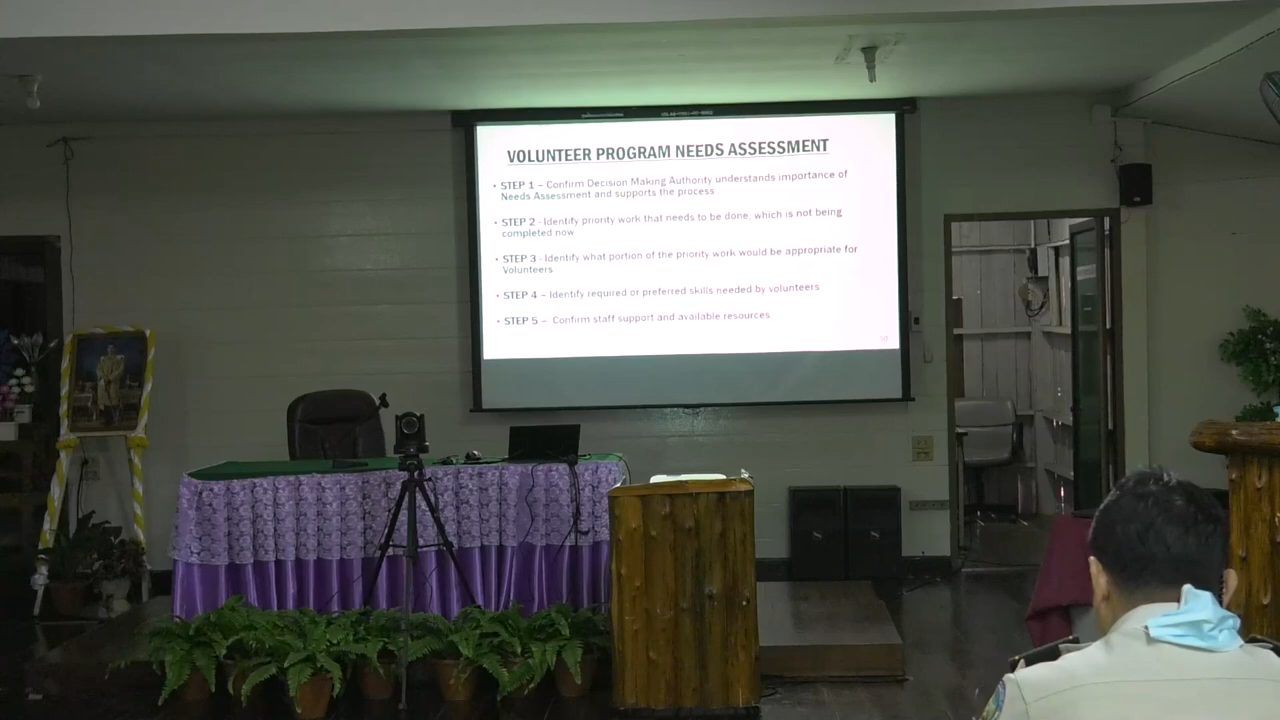 VOLUNTEER PROGRAM NEEDS ASSESSMENT
• STEP 1 – Confirm Decision Making Authority understands importance of
Needs Assessment and supports the process
• STEP 2 - Identify priority work that needs to be done, which is not being
completed now
• STEP 3 - Identify what portion of the priority work would be appropriate for
Volunteers
• STEP 4 – Identify required or preferred skills needed by volunteers
• STEP 5 – Confirm staff support and available resources